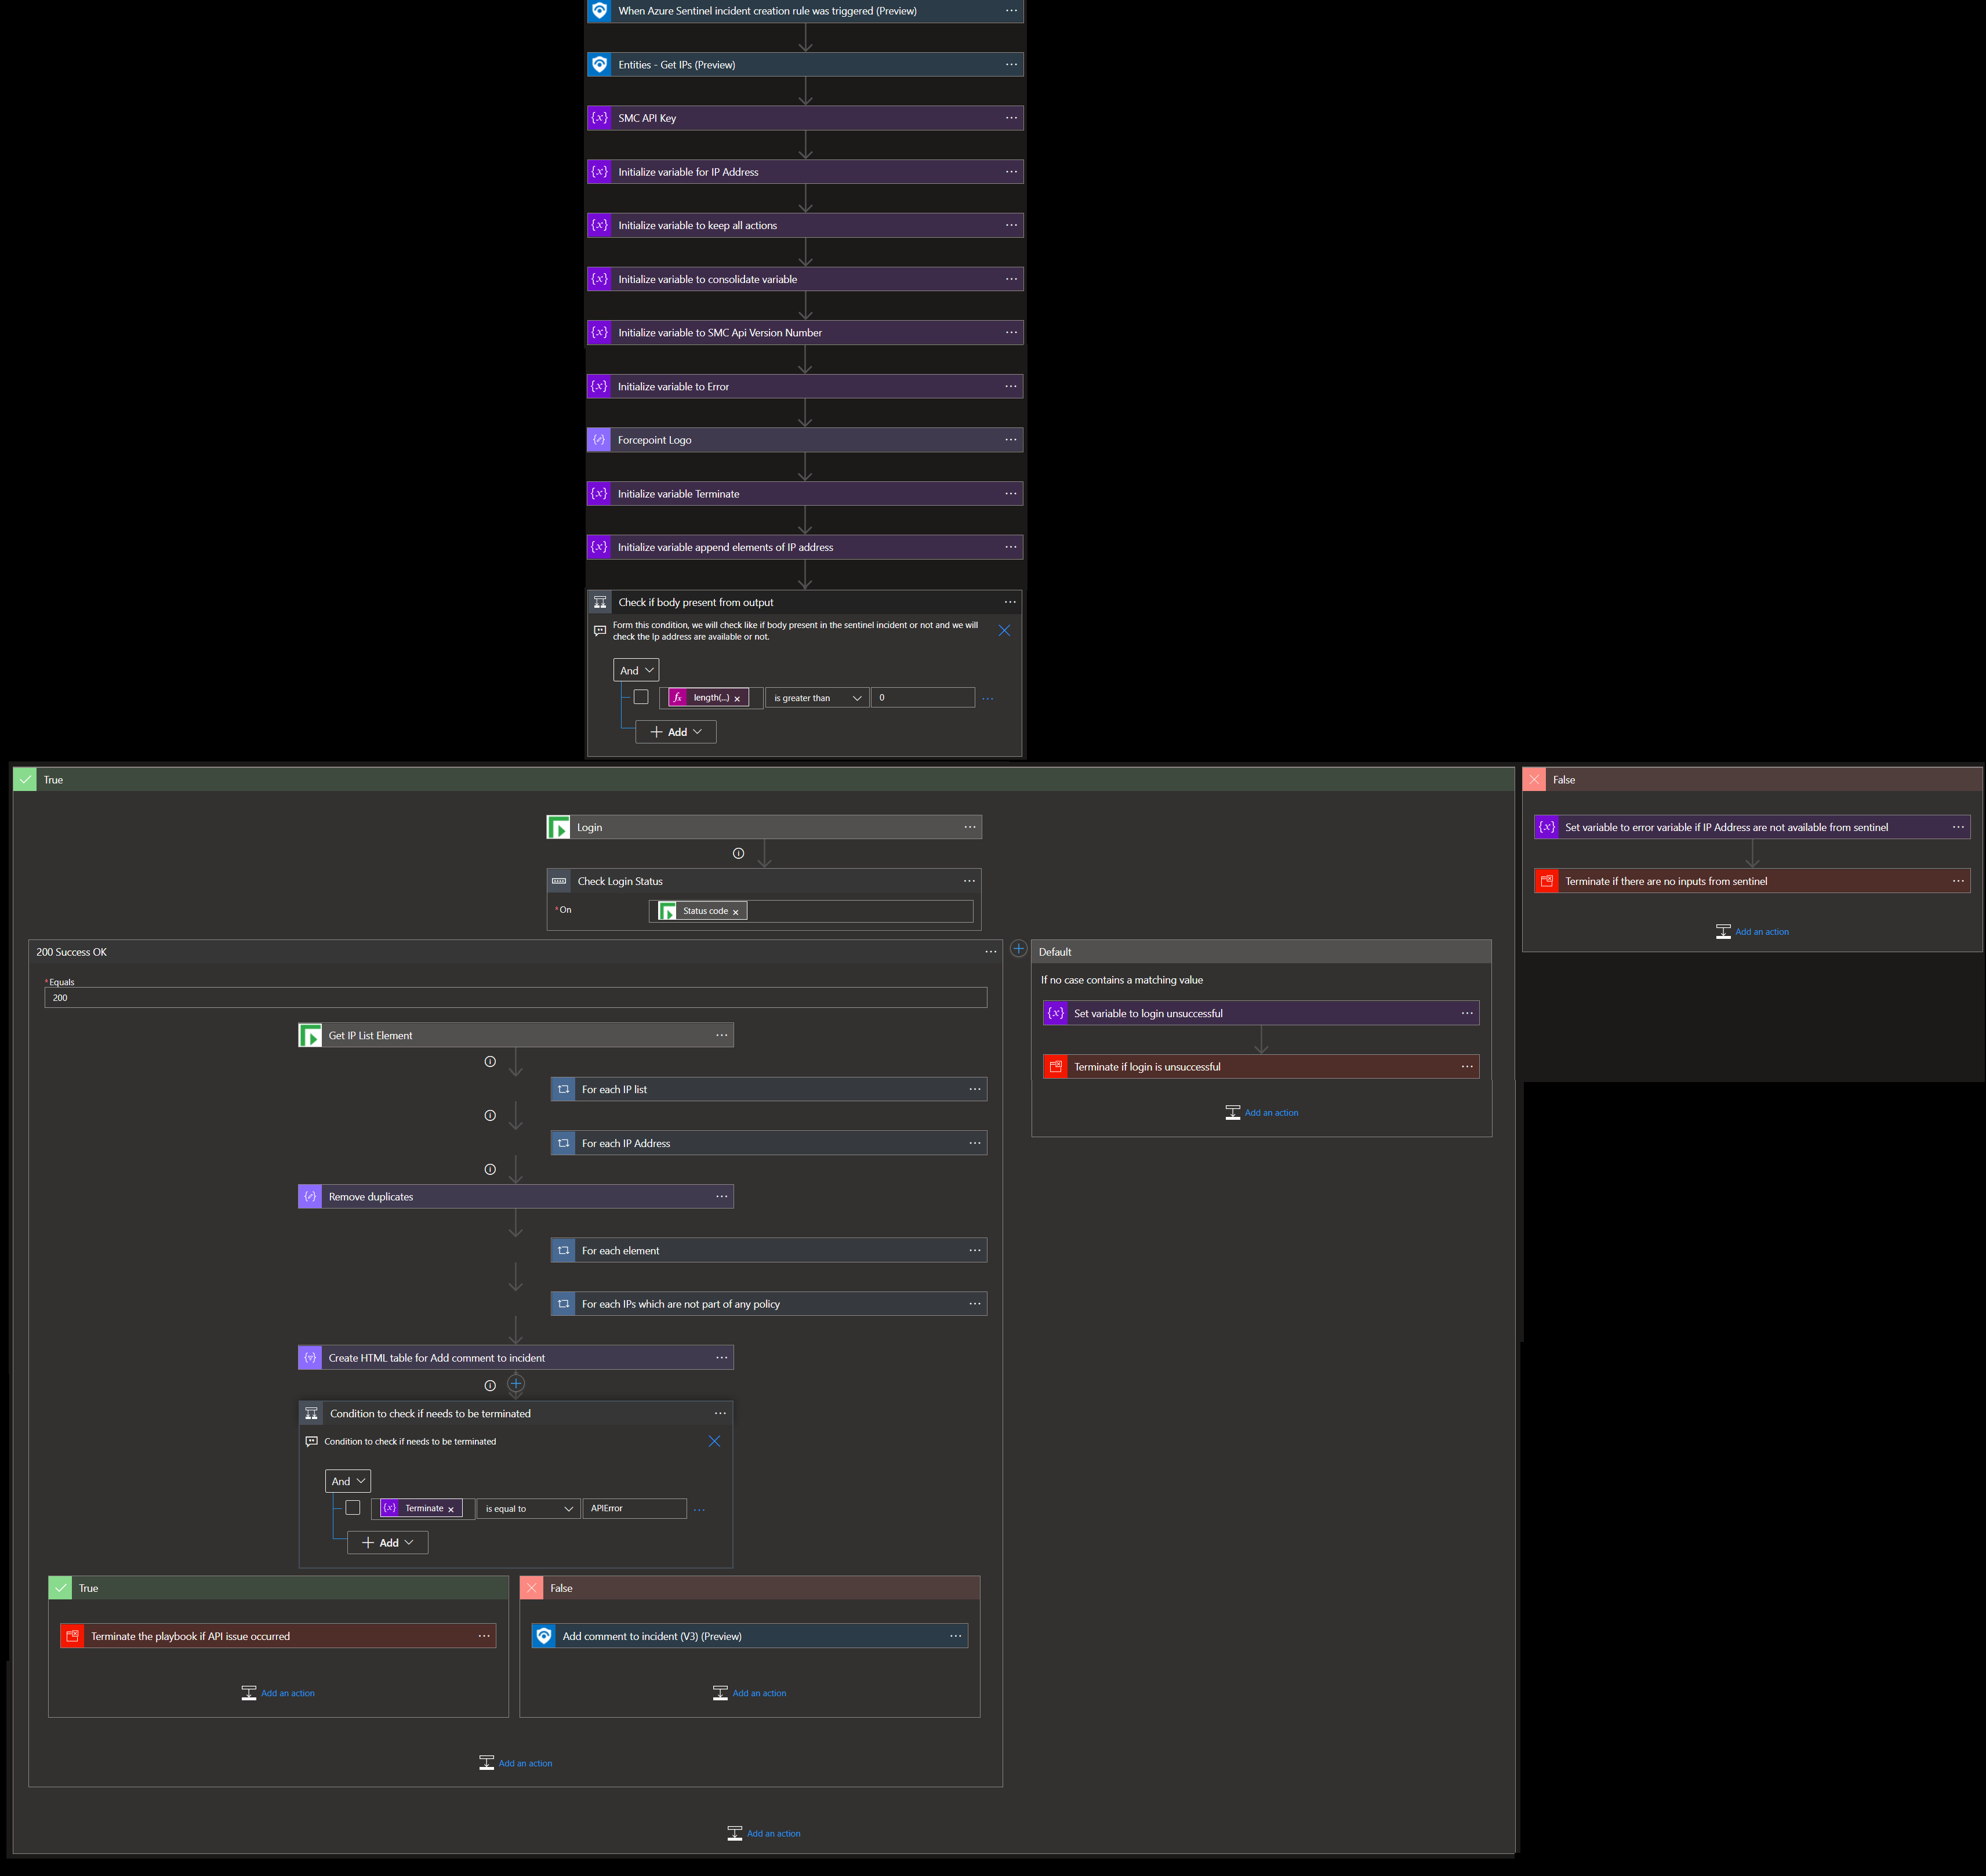 When Azure Sentinel incident creation rule was triggered (Preview)
Entities - Get IPs (Preview)
{x} SMC API Key
{x} Initialize variable for IP Address
{x} Initialize variable to keep all actions
{x} Initialize variable to consolidate variable
{x} Initialize variable to SMC Api Version Number
{x} Initialize variable to Error
Forcepoint Logo
{x} Initialize variable Terminate
{x} Initialize variable append elements of IP address
Check if body present from output
Form this condition, we will check like if body present in the sentinel incident or not and we will
check the Ip address are available or not.
And
fx length(...) × is greater than 0
+ Add
True
Login
Check Login Status
*On Status code ×
200 Success OK
*Equals
200
Get IP List Element
For each IP list
For each IP Address
Remove duplicates
For each element
For each IPs which are not part of any policy
Create HTML table for Add comment to incident
Condition to check if needs to be terminated
Condition to check if needs to be terminated
And
{x} Terminate × is equal to APIError
+ Add
True
Terminate the playbook if API issue occurred
Add an action
False
Add comment to incident (V3) (Preview)
Add an action
Add an action
Default
If no case contains a matching value
{x} Set variable to login unsuccessful
Terminate if login is unsuccessful
Add an action
Add an action
False
{x} Set variable to error variable if IP Address are not available from sentinel
Terminate if there are no inputs from sentinel
Add an action